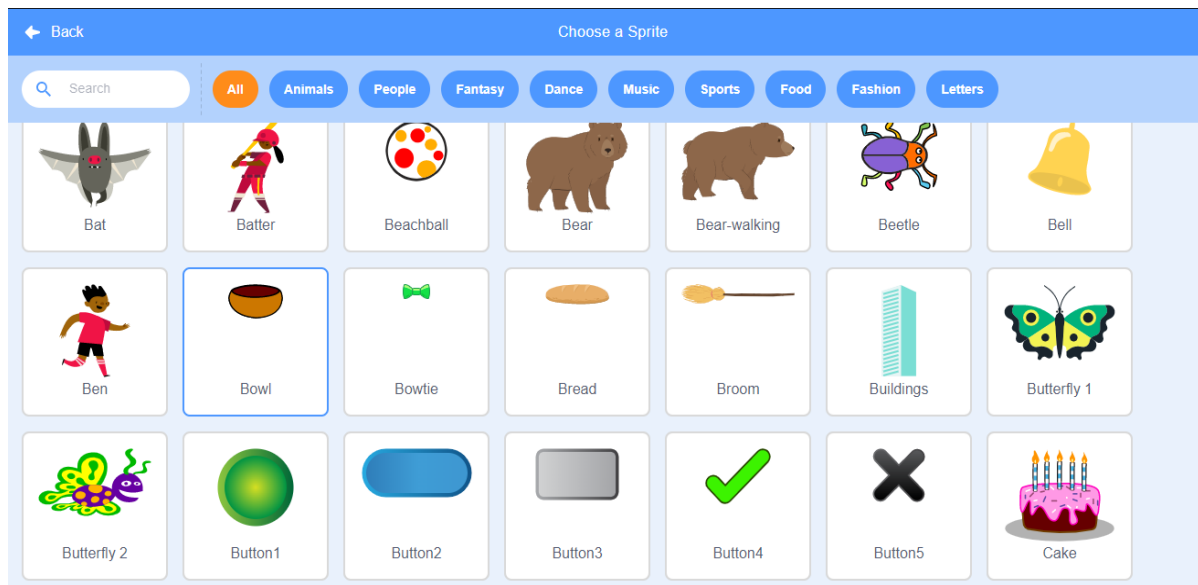 Back
Choose a Sprite
Search
All Animals People Fantasy Dance Music Sports Food Fashion Letters
Bat Batter Beachball Bear Bear-walking Beetle Bell
Ben Bowl Bowtie Bread Broom Buildings Butterfly 1
Butterfly 2 Button1 Button2 Button3 Button4 Button5 Cake